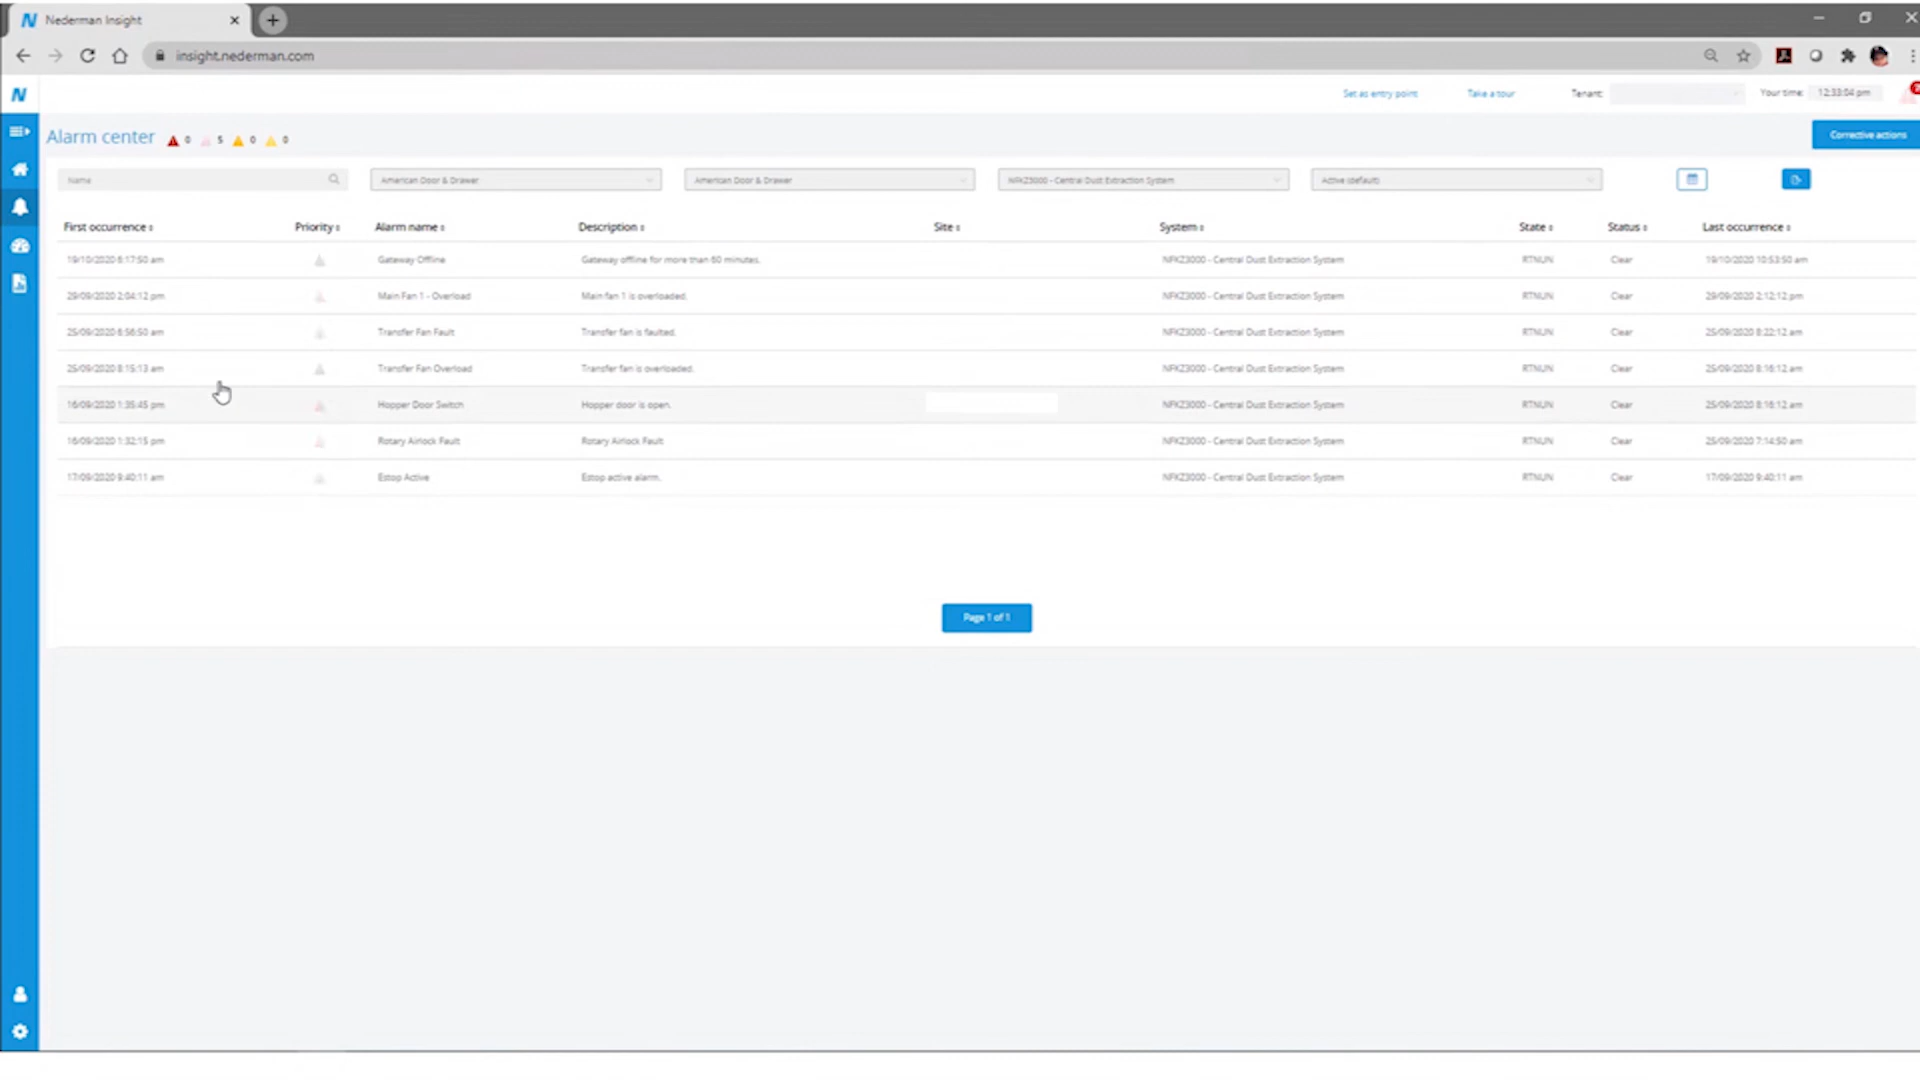 Nederman Insight
insight.nederman.com
Set as entry point Take a tour Tenant: Your time: 12:33:04 pm
Alarm center 0 5 0 0 Corrective actions
Name American Door & Drawer American Door & Drawer NFKZ3000 - Central Dust Extraction System Active (default)
First occurrence Priority Alarm name Description Site System State Status Last occurrence
19/10/2020 6:17:50 am Gateway Offline Gateway offline for more than 60 minutes. NFKZ3000 - Central Dust Extraction System RTNUN Clear 19/10/2020 10:53:50 am
29/09/2020 2:04:12 pm Main Fan 1 - Overload Main fan 1 is overloaded. NFKZ3000 - Central Dust Extraction System RTNUN Clear 29/09/2020 2:12:12 pm
25/09/2020 6:56:50 am Transfer Fan Fault Transfer fan is faulted. NFKZ3000 - Central Dust Extraction System RTNUN Clear 25/09/2020 8:22:12 am
25/09/2020 8:15:13 am Transfer Fan Overload Transfer fan is overloaded. NFKZ3000 - Central Dust Extraction System RTNUN Clear 25/09/2020 8:16:12 am
16/09/2020 1:35:45 pm Hopper Door Switch Hopper door is open. NFKZ3000 - Central Dust Extraction System RTNUN Clear 25/09/2020 8:16:12 am
16/09/2020 1:32:15 pm Rotary Airlock Fault Rotary Airlock Fault NFKZ3000 - Central Dust Extraction System RTNUN Clear 25/09/2020 7:14:50 am
17/09/2020 9:40:11 am Estop Active Estop active alarm. NFKZ3000 - Central Dust Extraction System RTNUN Clear 17/09/2020 9:40:11 am
Page 1 of 1